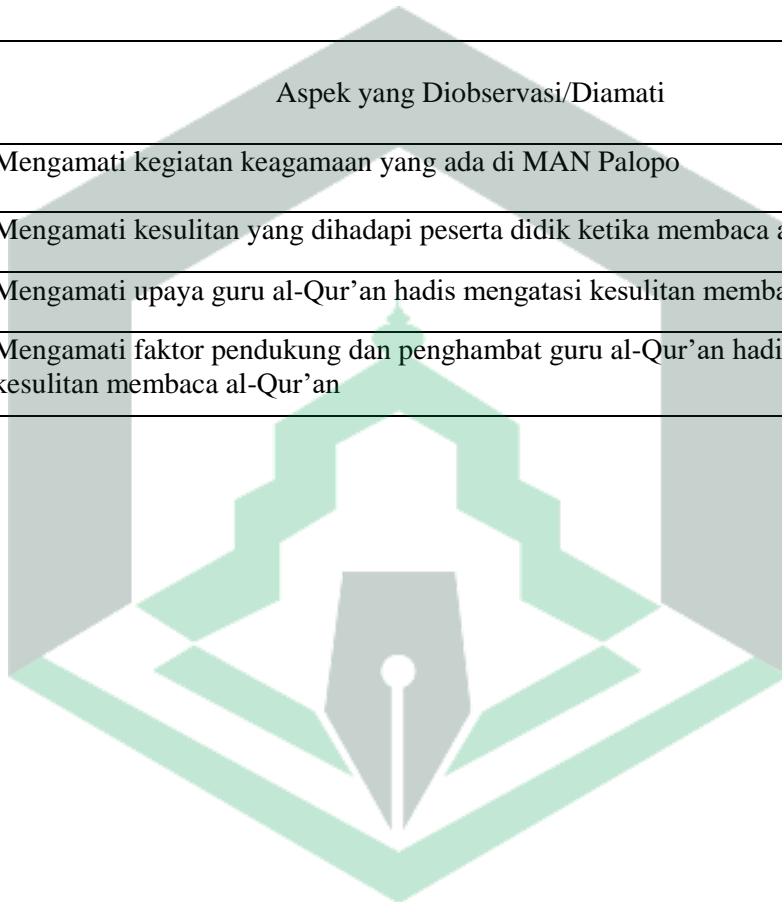 Aspek yang Diobservasi/Diamati
Mengamati kegiatan keagamaan yang ada di MAN Palopo
Mengamati kesulitan yang dihadapi peserta didik ketika membaca
Mengamati upaya guru al-Qur’an hadis mengatasi kesulitan
Mengamati faktor pendukung dan penghambat guru al-Qur’an
kesulitan membaca al-Qur’an